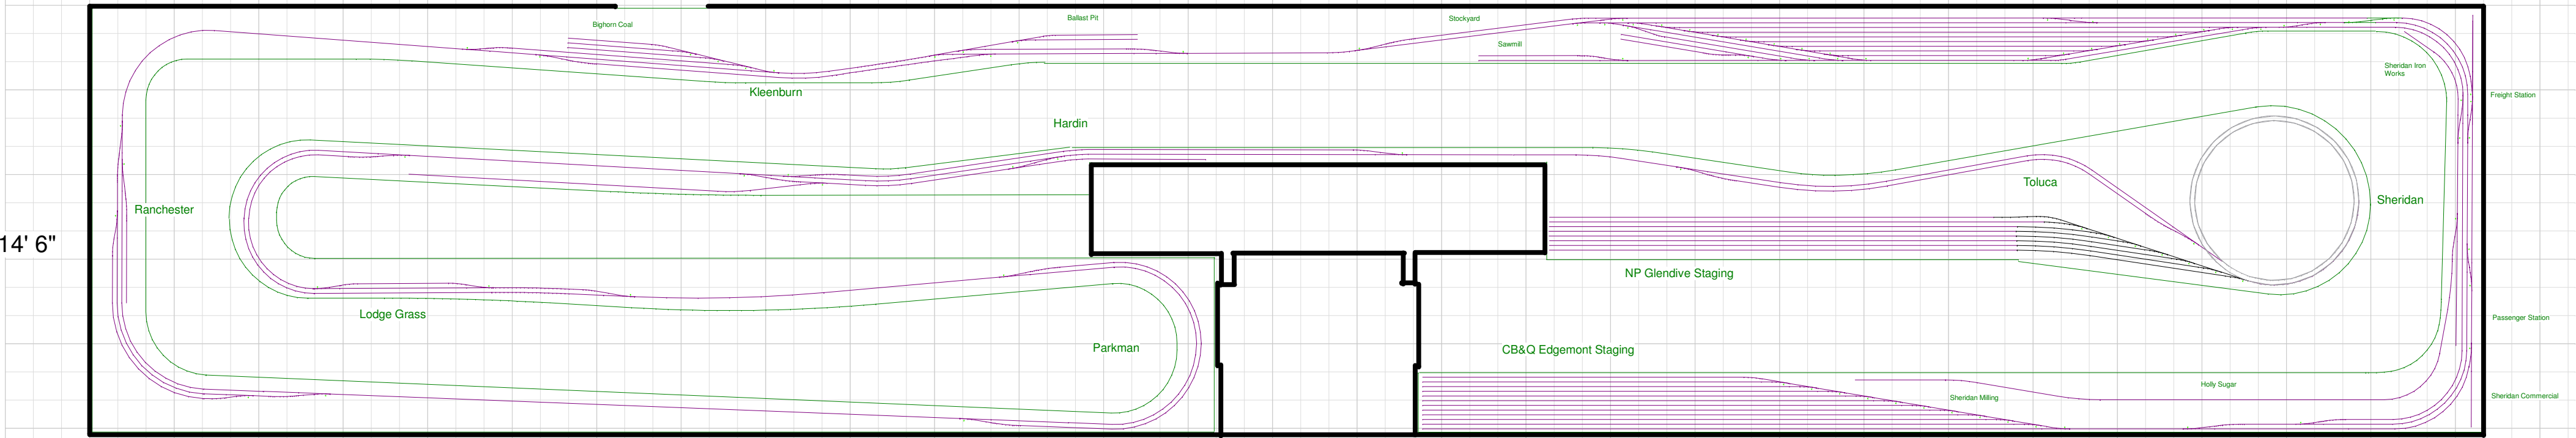 Bighorn Coal
Ballast Pit
Stockyard
Sawmill
Sheridan Iron
Works
Kleenburn
Freight Station
Hardin
Toluca
Sheridan
Ranchester
14' 6"
NP Glendive Staging
Lodge Grass
Passenger Station
Parkman
CB&Q Edgemont Staging
Holly Sugar
Sheridan Milling
Sheridan Commercial